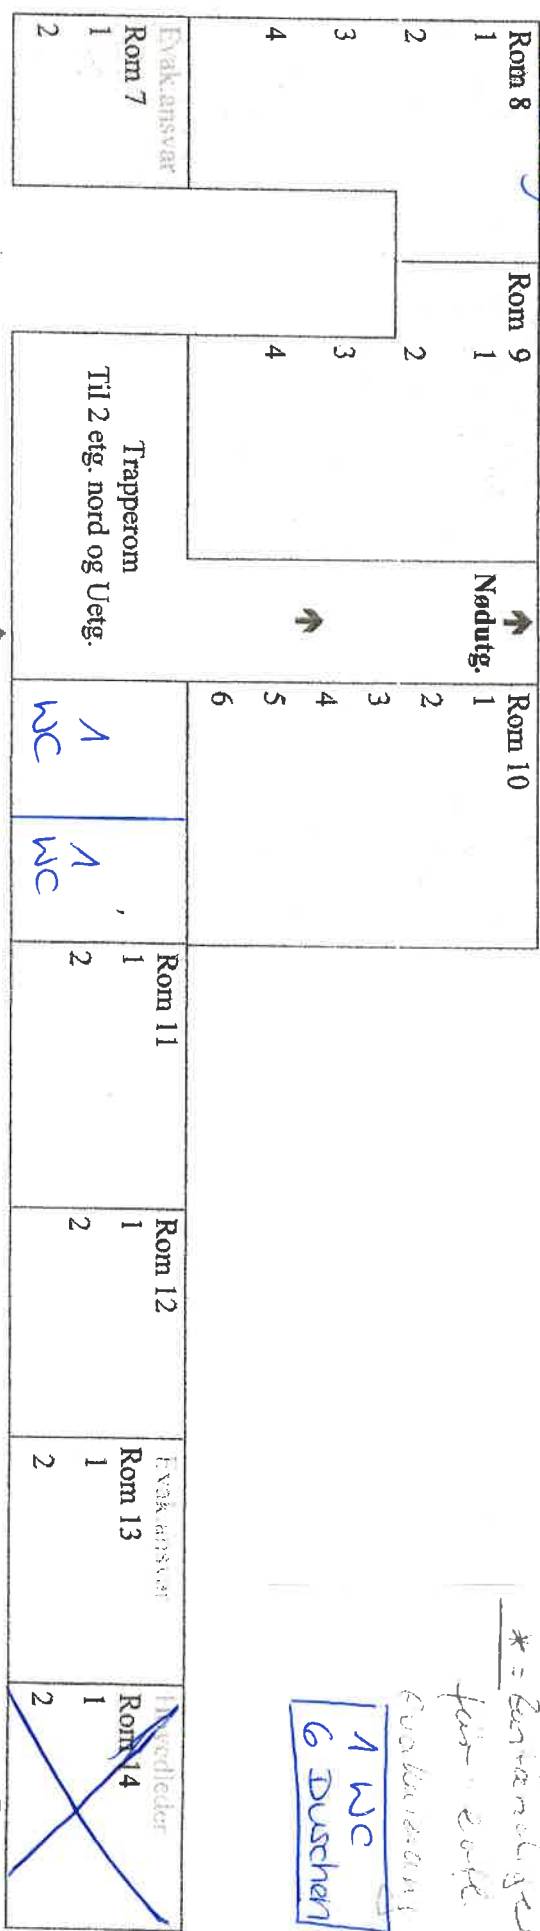 Rom 8
1
2
3
4
Evak.ansvar
Rom 7
1
2
Rom 9
1
2
3
4
Trapperom
Til 2 etg. nord og Uetg.
Nødutg.
Rom 10
1
2
3
4
5
6
1
WC
1
WC
Rom 11
1
2
Rom 12
1
2
Evak.ansvar
Rom 13
1
2
Hovedleder
Rom 14
1
2
* =
für
1 WC
6 Duschen